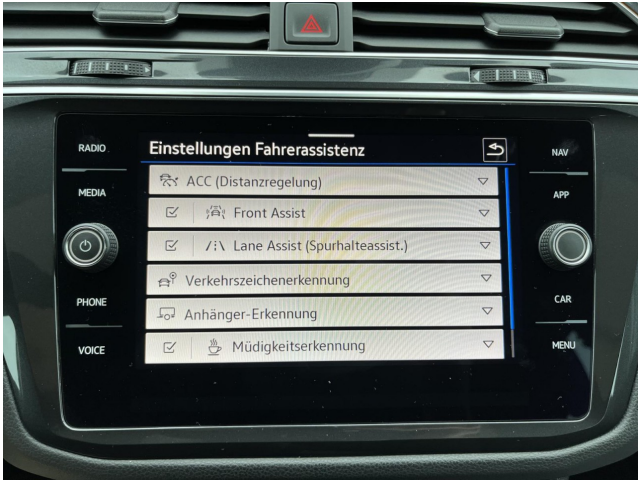 RADIO
MEDIA
PHONE
VOICE
Einstellungen Fahrerassistenz
ACC (Distanzregelung)
Front Assist
Lane Assist (Spurhalteassist.)
Verkehrszeichenerkennung
Anhänger-Erkennung
Müdigkeitserkennung
NAV
APP
CAR
MENU